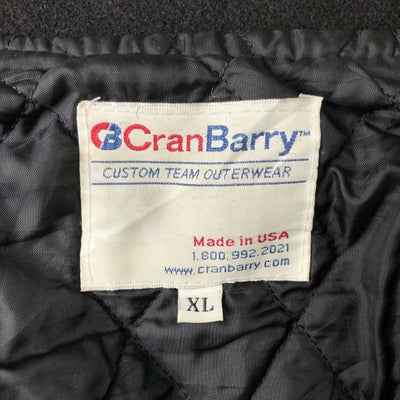 CB CranBarry™
CUSTOM TEAM OUTERWEAR
Made in USA
1.800.992.2021
www.cranbarry.com
XL